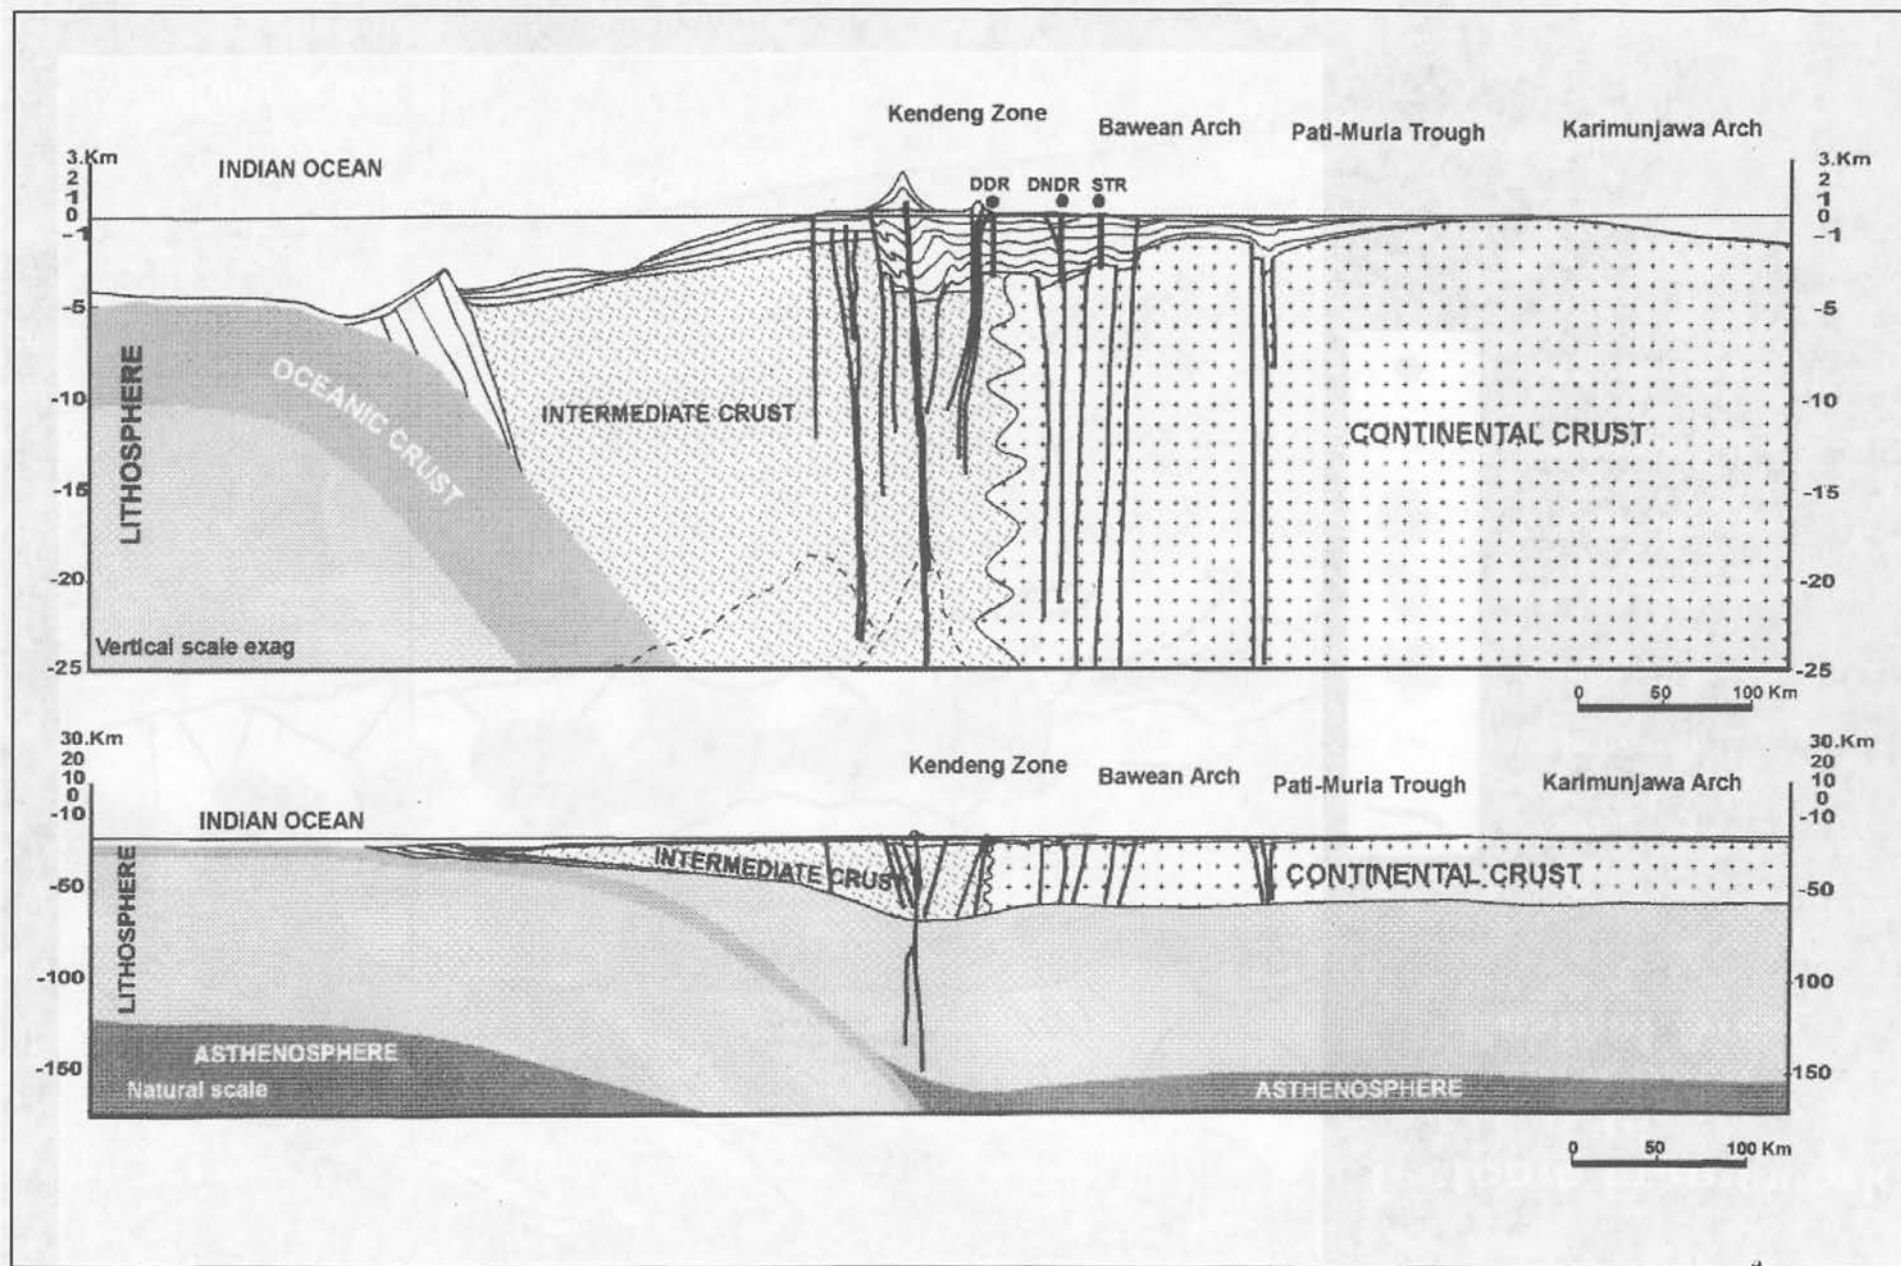 Kendeng Zone
Bawean Arch
Pati-Muria Trough
Karimunjawa Arch
INDIAN OCEAN
3.Km
2
1
0
-1
-5
-10
-15
-20
-25
3.Km
2
1
0
-1
-5
-10
-15
-20
-25
DDR DNDR STR
LITHOSPHERE
OCEANIC CRUST
INTERMEDIATE CRUST
CONTINENTAL CRUST
Vertical scale exag
0 50 100 Km
30.Km
20
10
0
-10
-50
-100
-150
30.Km
20
10
0
-10
-50
100
150
Kendeng Zone
Bawean Arch
Pati-Muria Trough
Karimunjawa Arch
INDIAN OCEAN
LITHOSPHERE
INTERMEDIATE CRUST
CONTINENTAL CRUST
ASTHENOSPHERE
Natural scale
ASTHENOSPHERE
0 50 100 Km